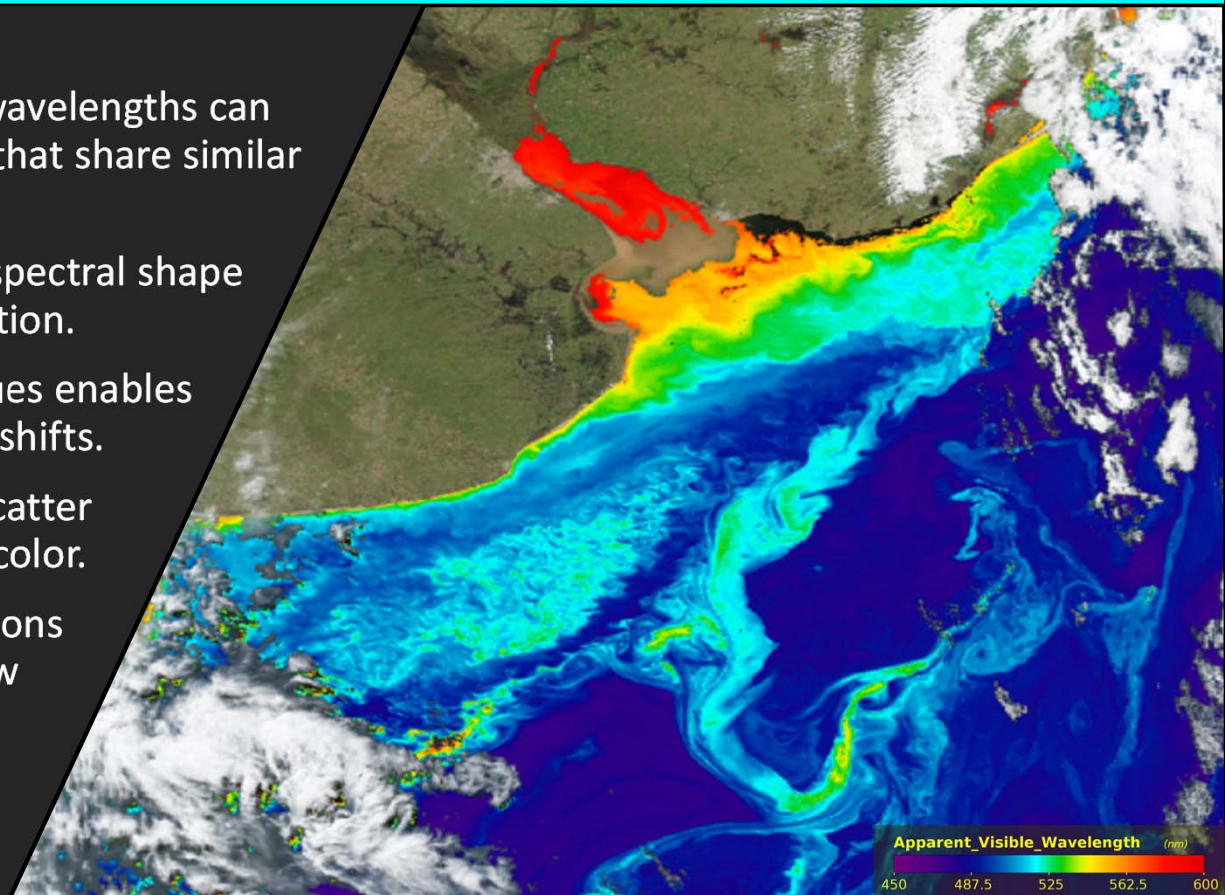 wavelengths can
that share similar
spectral shape
tion.
ues enables
shifts.
catter
color.
ons
w
Apparent_Visible_Wavelength (nm)
450 487.5 525 562.5 600